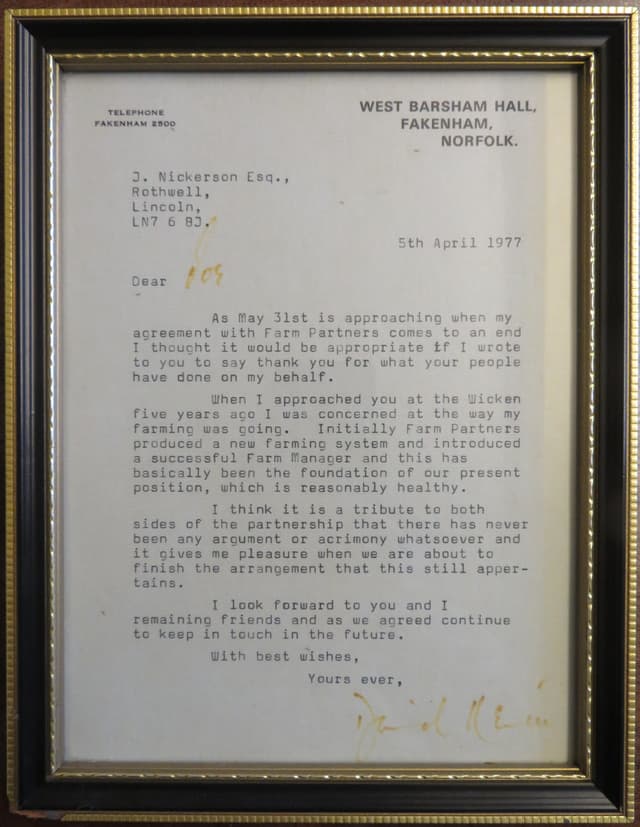 TELEPHONE
FAKENHAM 2500
WEST BARSHAM HALL,
FAKENHAM,
NORFOLK.
J. Nickerson Esq.,
Rothwell,
Lincoln,
LN7 6 BJ.
5th April 1977
Dear Joe
As May 31st is approaching when my
agreement with Farm Partners comes to an end
I thought it would be appropriate if I wrote
to you to say thank you for what your people
have done on my behalf.
When I approached you at the Wicken
five years ago I was concerned at the way my
farming was going. Initially Farm Partners
produced a new farming system and introduced
a successful Farm Manager and this has
basically been the foundation of our present
position, which is reasonably healthy.
I think it is a tribute to both
sides of the partnership that there has never
been any argument or acrimony whatsoever and
it gives me pleasure when we are about to
finish the arrangement that this still apper-
tains.
I look forward to you and I
remaining friends and as we agreed continue
to keep in touch in the future.
With best wishes,
Yours ever,
David